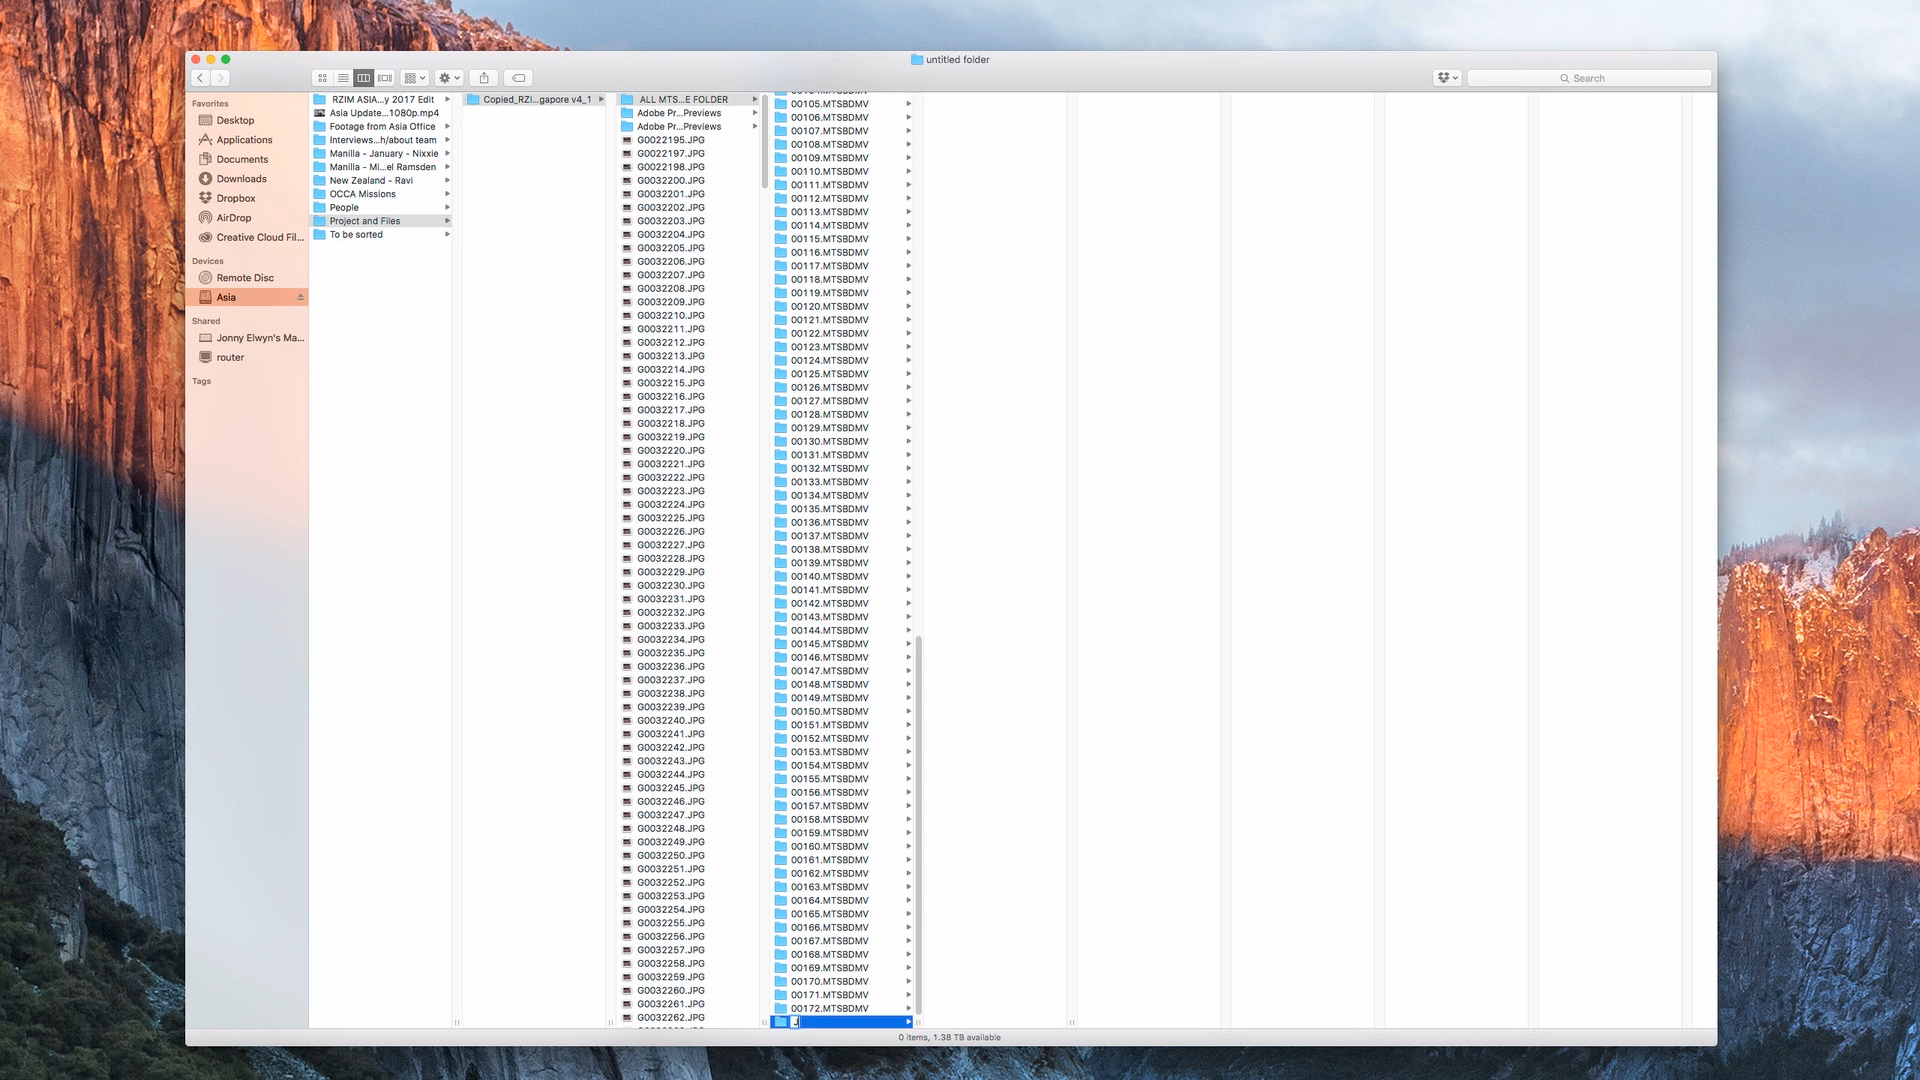 untitled folder
Search
Favorites
Desktop
Applications
Documents
Downloads
Dropbox
AirDrop
Creative Cloud Fil...
Devices
Remote Disc
Asia
Shared
Jonny Elwyn's Ma...
router
Tags
RZIM ASIA...y 2017 Edit
Asia Update...1080p.mp4
Footage from Asia Office
Interviews...h/about team
Manilla - January - Nixxie
Manilla - Mi...el Ramsden
New Zealand - Ravi
OCCA Missions
People
Project and Files
To be sorted
Copied_RZI...gapore v4_1
ALL MTS...E FOLDER
Adobe Pr...Previews
Adobe Pr...Previews
G0022195.JPG
G0022197.JPG
G0022198.JPG
G0032200.JPG
G0032201.JPG
G0032202.JPG
G0032203.JPG
G0032204.JPG
G0032205.JPG
G0032206.JPG
G0032207.JPG
G0032208.JPG
G0032209.JPG
G0032210.JPG
G0032211.JPG
G0032212.JPG
G0032213.JPG
G0032214.JPG
G0032215.JPG
G0032216.JPG
G0032217.JPG
G0032218.JPG
G0032219.JPG
G0032220.JPG
G0032221.JPG
G0032222.JPG
G0032223.JPG
G0032224.JPG
G0032225.JPG
G0032226.JPG
G0032227.JPG
G0032228.JPG
G0032229.JPG
G0032230.JPG
G0032231.JPG
G0032232.JPG
G0032233.JPG
G0032234.JPG
G0032235.JPG
G0032236.JPG
G0032237.JPG
G0032238.JPG
G0032239.JPG
G0032240.JPG
G0032241.JPG
G0032242.JPG
G0032243.JPG
G0032244.JPG
G0032245.JPG
G0032246.JPG
G0032247.JPG
G0032248.JPG
G0032249.JPG
G0032250.JPG
G0032251.JPG
G0032252.JPG
G0032253.JPG
G0032254.JPG
G0032255.JPG
G0032256.JPG
G0032257.JPG
G0032258.JPG
G0032259.JPG
G0032260.JPG
G0032261.JPG
G0032262.JPG
00105.MTSBDMV
00106.MTSBDMV
00107.MTSBDMV
00108.MTSBDMV
00109.MTSBDMV
00110.MTSBDMV
00111.MTSBDMV
00112.MTSBDMV
00113.MTSBDMV
00114.MTSBDMV
00115.MTSBDMV
00116.MTSBDMV
00117.MTSBDMV
00118.MTSBDMV
00119.MTSBDMV
00120.MTSBDMV
00121.MTSBDMV
00122.MTSBDMV
00123.MTSBDMV
00124.MTSBDMV
00125.MTSBDMV
00126.MTSBDMV
00127.MTSBDMV
00128.MTSBDMV
00129.MTSBDMV
00130.MTSBDMV
00131.MTSBDMV
00132.MTSBDMV
00133.MTSBDMV
00134.MTSBDMV
00135.MTSBDMV
00136.MTSBDMV
00137.MTSBDMV
00138.MTSBDMV
00139.MTSBDMV
00140.MTSBDMV
00141.MTSBDMV
00142.MTSBDMV
00143.MTSBDMV
00144.MTSBDMV
00145.MTSBDMV
00146.MTSBDMV
00147.MTSBDMV
00148.MTSBDMV
00149.MTSBDMV
00150.MTSBDMV
00151.MTSBDMV
00152.MTSBDMV
00153.MTSBDMV
00154.MTSBDMV
00155.MTSBDMV
00156.MTSBDMV
00157.MTSBDMV
00158.MTSBDMV
00159.MTSBDMV
00160.MTSBDMV
00161.MTSBDMV
00162.MTSBDMV
00163.MTSBDMV
00164.MTSBDMV
00165.MTSBDMV
00166.MTSBDMV
00167.MTSBDMV
00168.MTSBDMV
00169.MTSBDMV
00170.MTSBDMV
00171.MTSBDMV
00172.MTSBDMV
J
0 items, 1.38 TB available